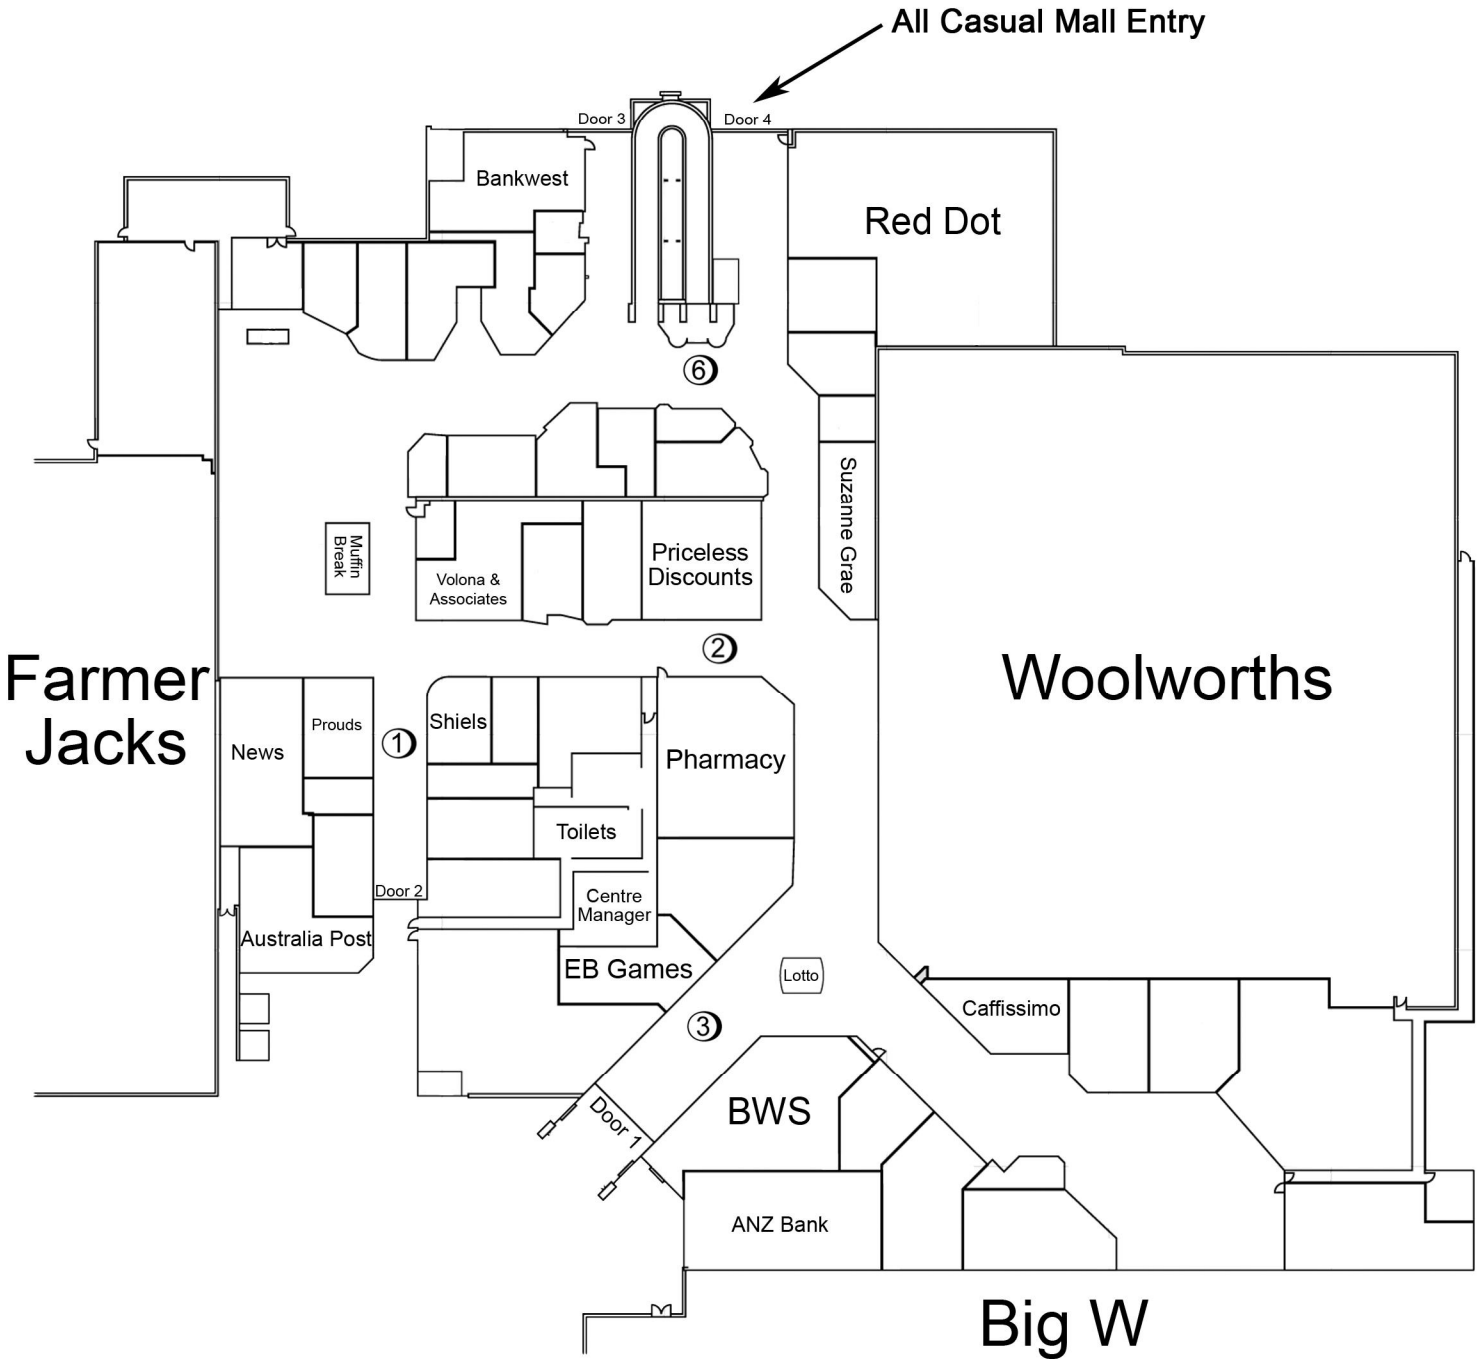 All Casual Mall Entry
Door 3
Door 4
Bankwest
Red Dot
6
Suzanne Grae
Muffin
Break
Priceless
Discounts
Volona &
Associates
2
Farmer
Jacks
Woolworths
News
Prouds
1
Shiels
Pharmacy
Toilets
Door 2
Centre
Manager
Australia Post
EB Games
Lotto
Caffissimo
3
Door 1
BWS
ANZ Bank
Big W